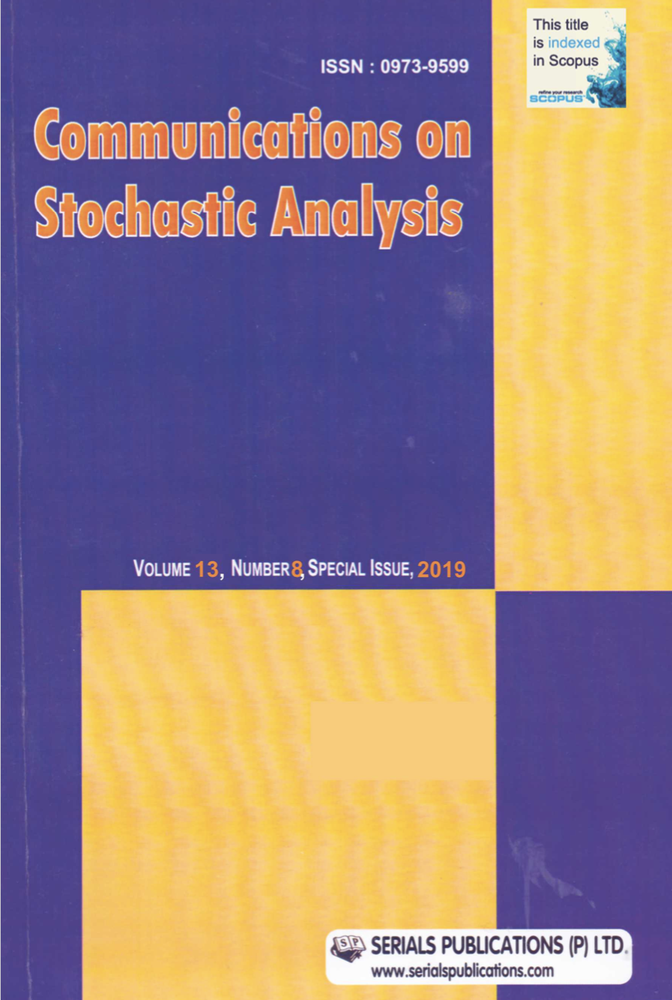 This title
is indexed
in Scopus
refine your research
SCOPUS
ISSN : 0973-9599
Communications on
Stochastic Analysis
VOLUME 13, NUMBER 8, SPECIAL ISSUE, 2019
SP
SERIALS PUBLICATIONS (P) LTD.
www.serialspublications.com